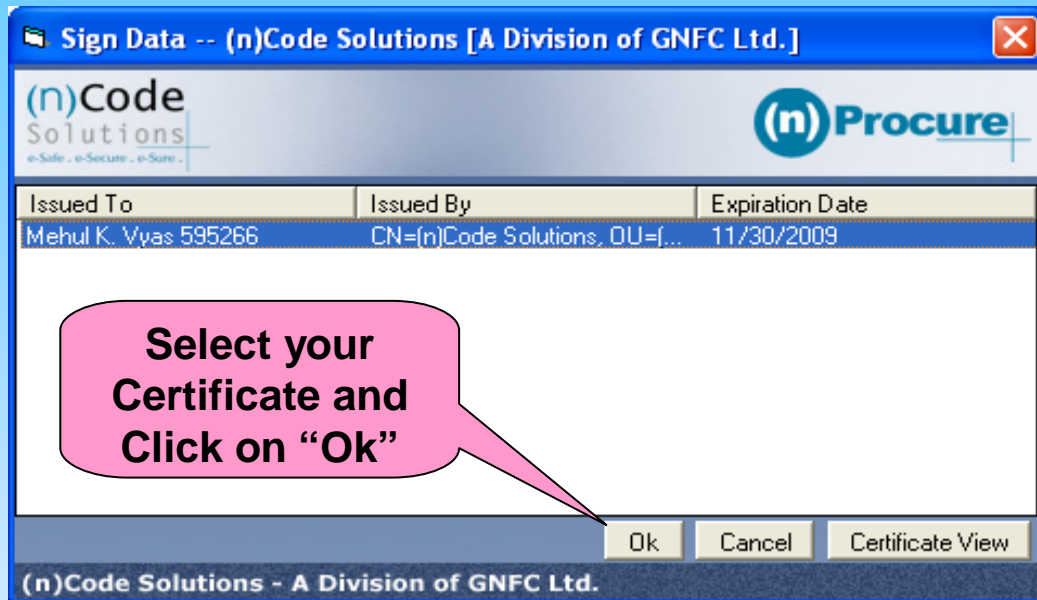 Sign Data -- (n)Code Solutions [A Division of GNFC Ltd.]
(n)Code
Solutions
e-Safe . e-Secure . e-Sure .
(n)Procure
Issued To Issued By Expiration Date
Mehul K. Vyas 595266 CN=(n)Code Solutions, OU=(... 11/30/2009
Select your
Certificate and
Click on “Ok”
Ok Cancel Certificate View
(n)Code Solutions - A Division of GNFC Ltd.